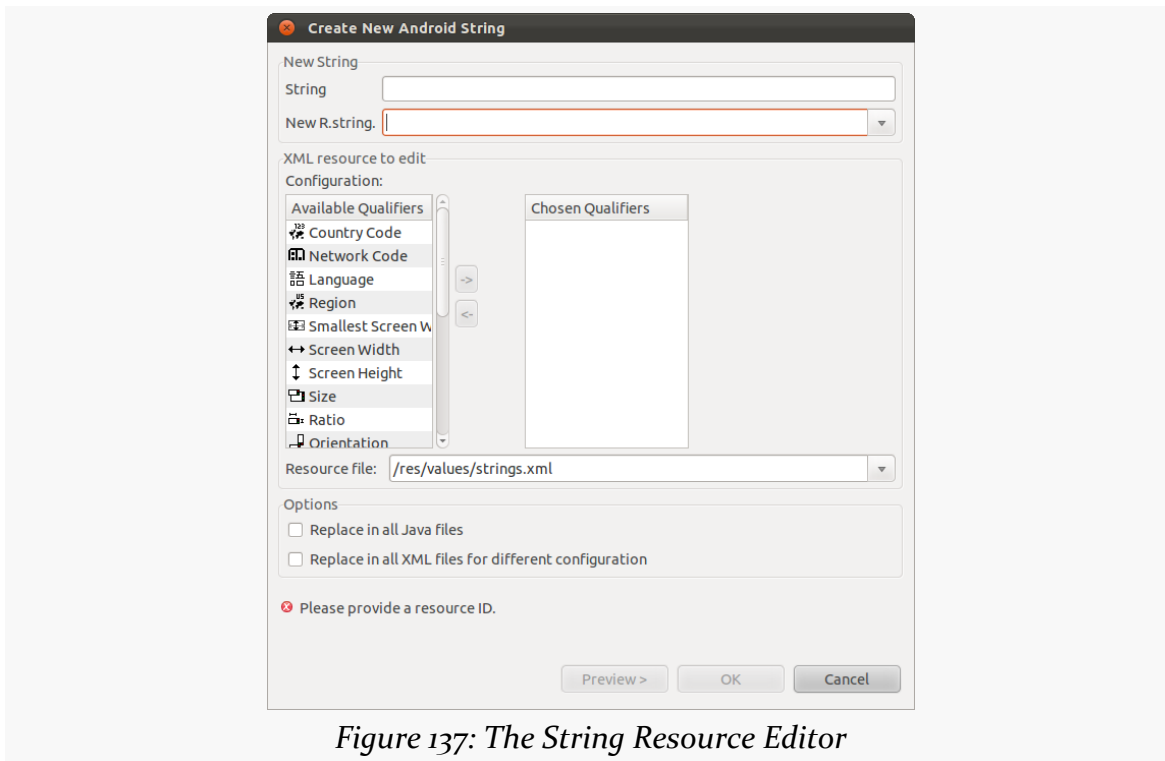 Create New Android String
New String
String
New R.string.
XML resource to edit
Configuration:
Available Qualifiers
Chosen Qualifiers
123
Country Code
Network Code
語 Language
US
Region
Smallest Screen W
Screen Width
Screen Height
Size
Ratio
Orientation
->
<-
Resource file: /res/values/strings.xml
Options
Replace in all Java files
Replace in all XML files for different configuration
Please provide a resource ID.
Preview > OK Cancel
Figure 137: The String Resource Editor